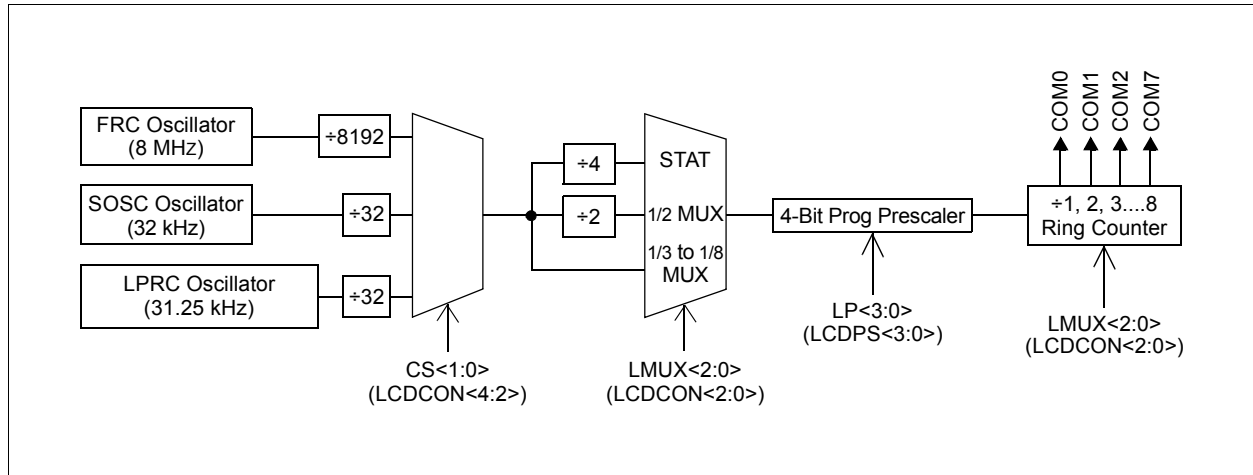 FRC Oscillator
(8 MHz)
÷8192
SOSC Oscillator
(32 kHz)
÷32
LPRC Oscillator
(31.25 kHz)
÷32
CS<1:0>
(LCDCON<4:2>)
÷4
÷2
STAT
1/2 MUX
1/3 to 1/8
MUX
LMUX<2:0>
(LCDCON<2:0>)
4-Bit Prog Prescaler
LP<3:0>
(LCDPS<3:0>)
COM0
COM1
COM2
COM7
÷1, 2, 3....8
Ring Counter
LMUX<2:0>
(LCDCON<2:0>)